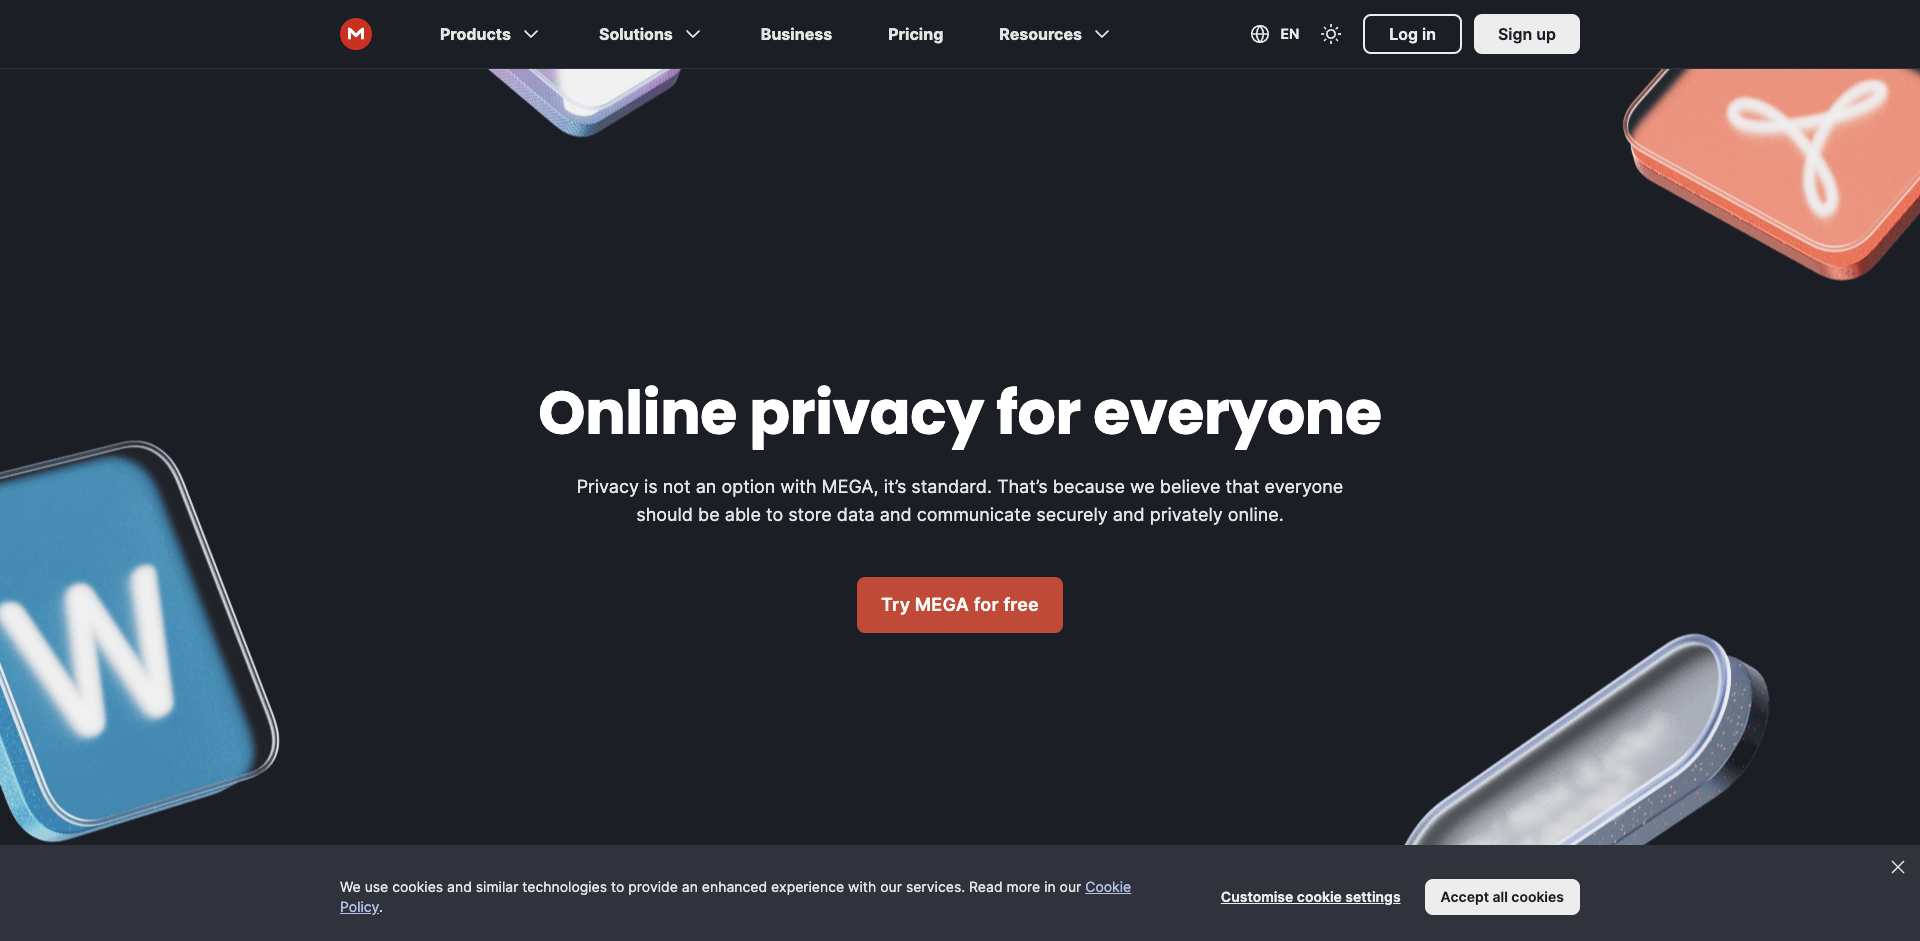 M
Products
Solutions
Business
Pricing
Resources
EN
Log in
Sign up
Online privacy for everyone
Privacy is not an option with MEGA, it’s standard. That’s because we believe that everyone
should be able to store data and communicate securely and privately online.
Try MEGA for free
W
We use cookies and similar technologies to provide an enhanced experience with our services. Read more in our Cookie
Policy.
Customise cookie settings
Accept all cookies